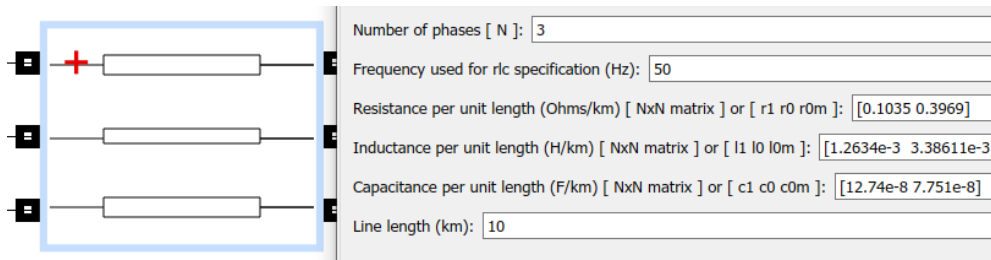 Number of phases [ N ]: 3
Frequency used for rlc specification (Hz): 50
Resistance per unit length (Ohms/km) [ NxN matrix ] or [ r1 r0 r0m ]: [0.1035 0.3969]
Inductance per unit length (H/km) [ NxN matrix ] or [ l1 l0 l0m ]: [1.2634e-3 3.38611e-3
Capacitance per unit length (F/km) [ NxN matrix ] or [ c1 c0 c0m ]: [12.74e-8 7.751e-8]
Line length (km): 10